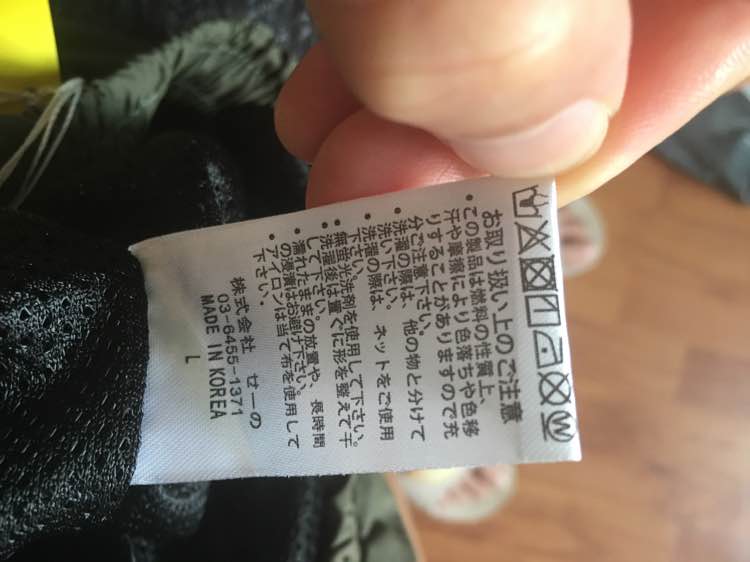 お取り扱い上のご注意
・この製品は燃料の性質上、
汗や摩擦により色落ちや色移
りすることがありますので充
分ご注意下さい。
・洗濯の際は、他の物と分けて
洗い下さい。
・洗濯の際は、ネットをご使用
下さい。
・無蛍光洗剤を使用して下さい。
・洗濯後は直ぐに形を整えて干
して下さい。
・濡れたままの放置や、長時間
の浸漬はお避け下さい。
・アイロンは当て布を使用して
下さい。
株式会社 せーの
03-6455-1371
MADE IN KOREA
L